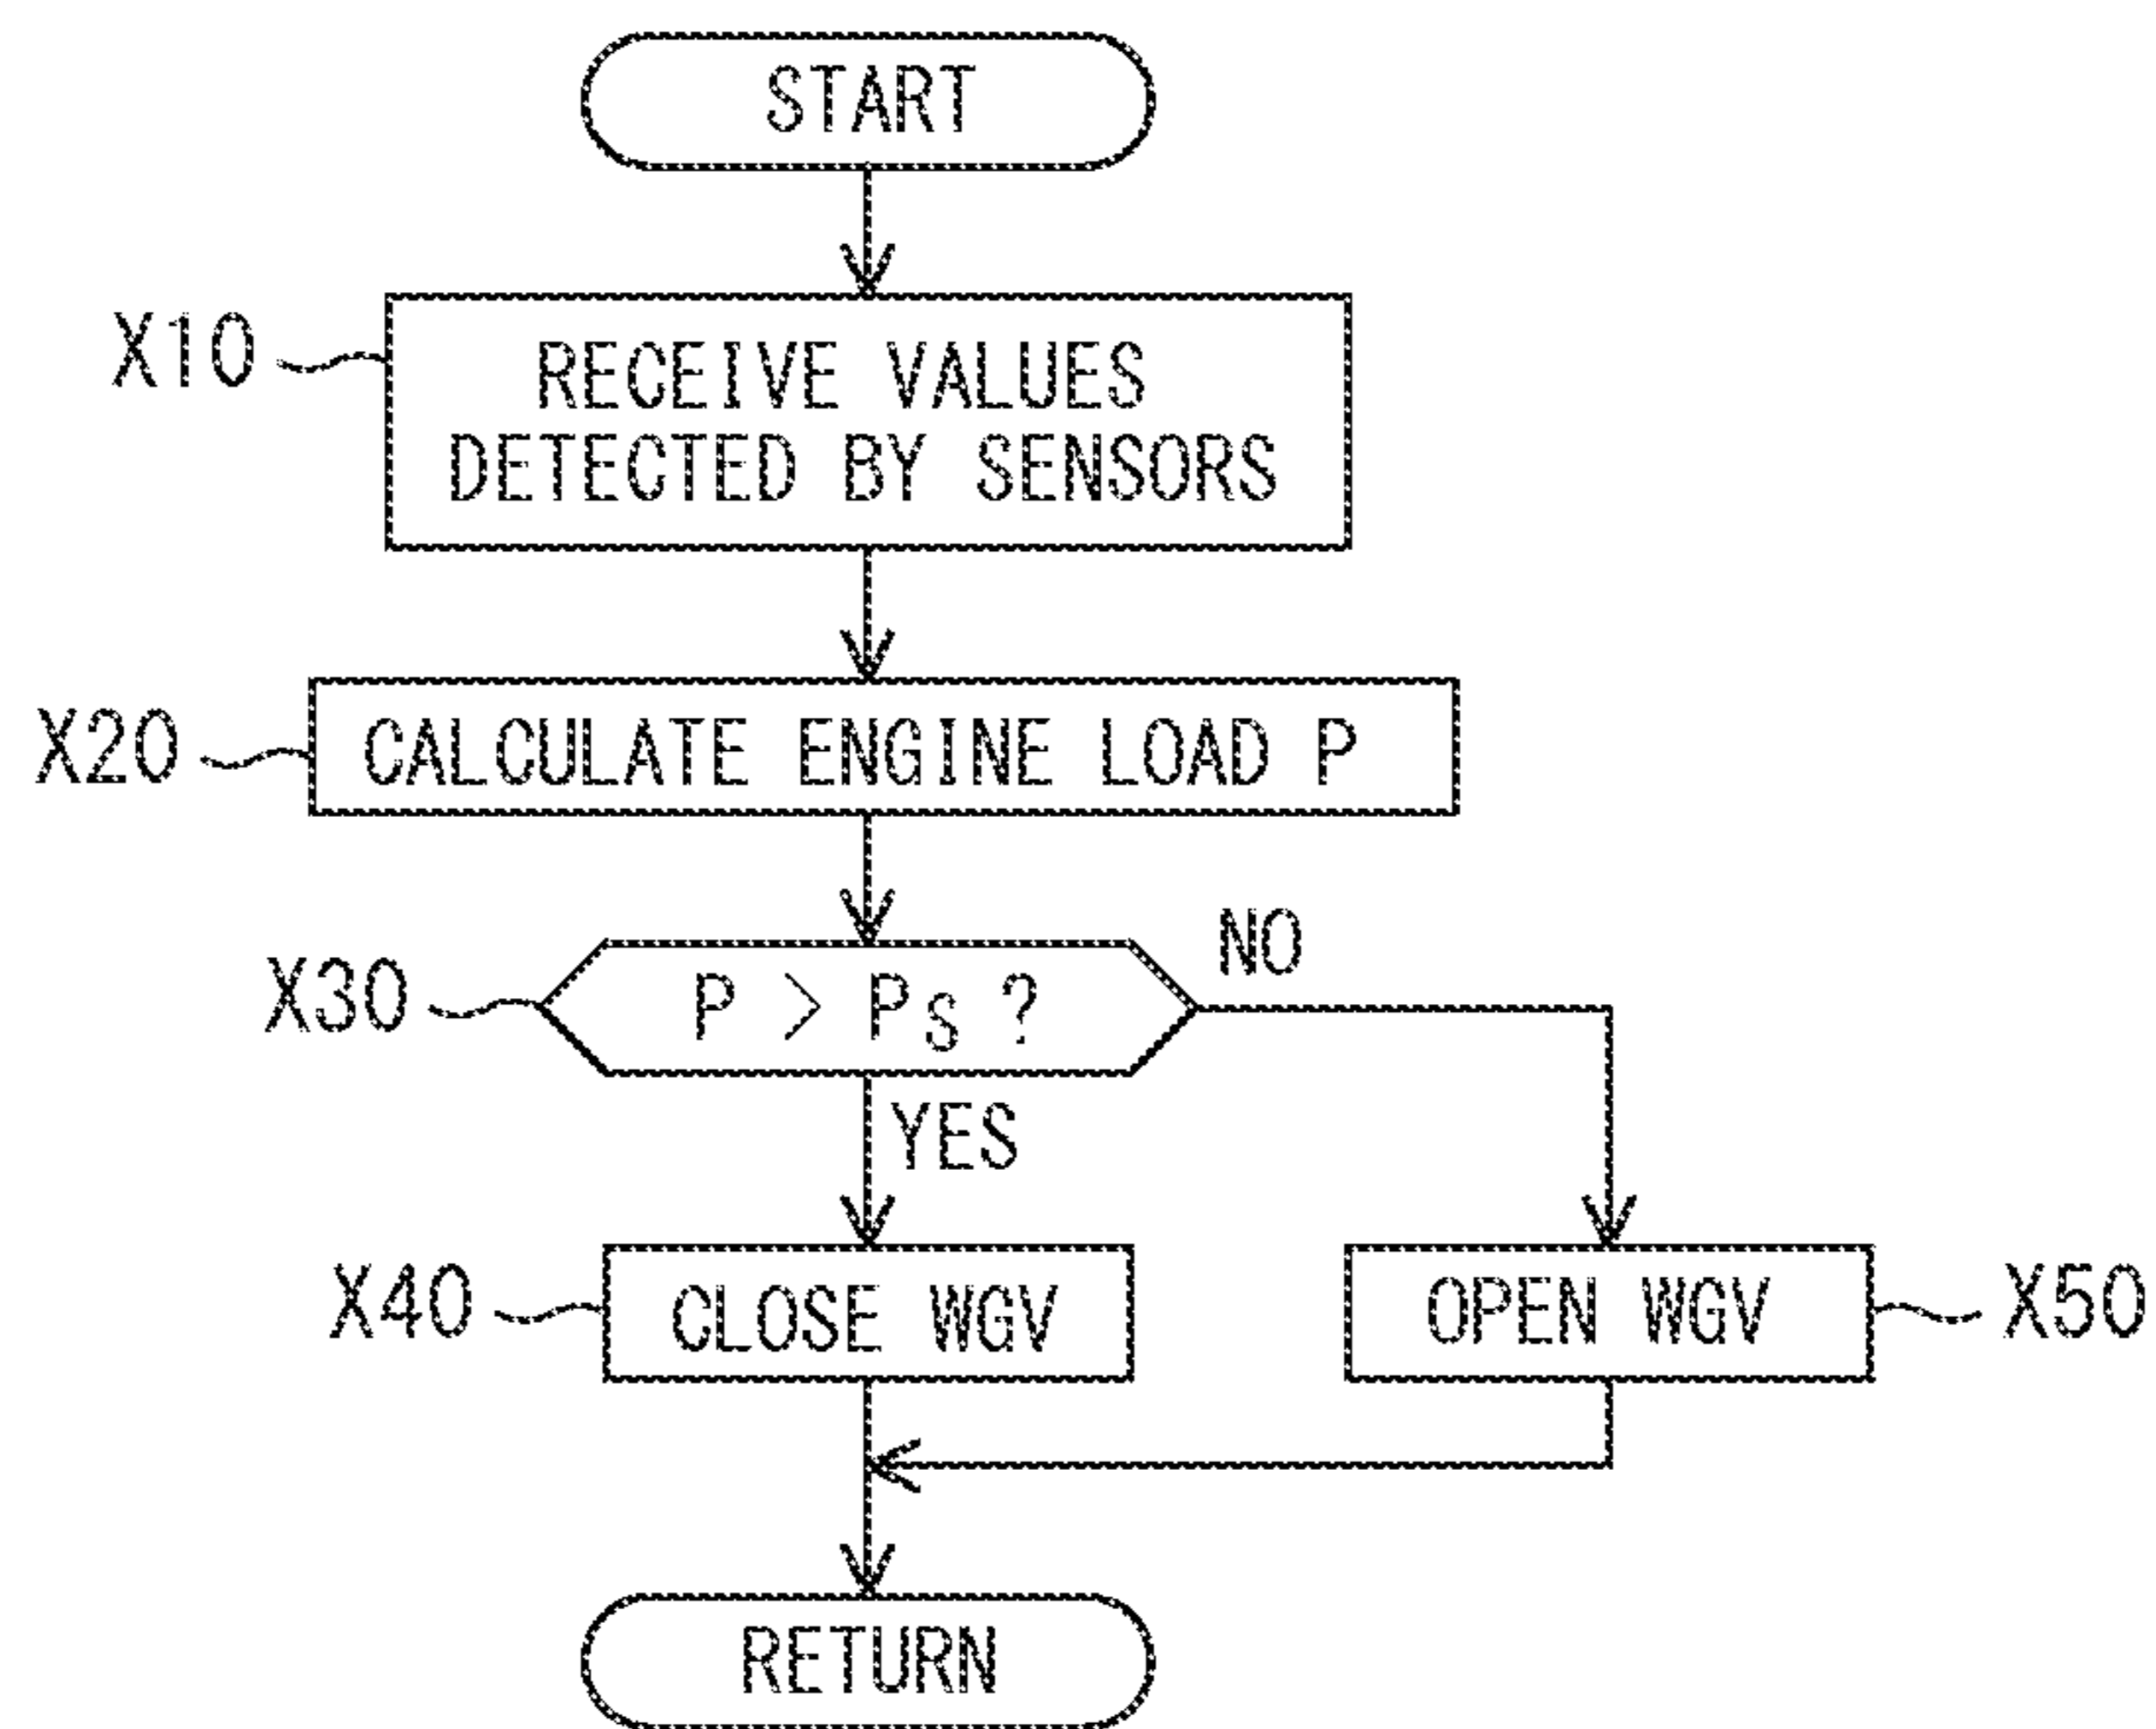 START
X10
RECEIVE VALUES
DETECTED BY SENSORS
X20
CALCULATE ENGINE LOAD P
X30
P > PS ?
NO
YES
X40
CLOSE WGV
OPEN WGV
X50
RETURN